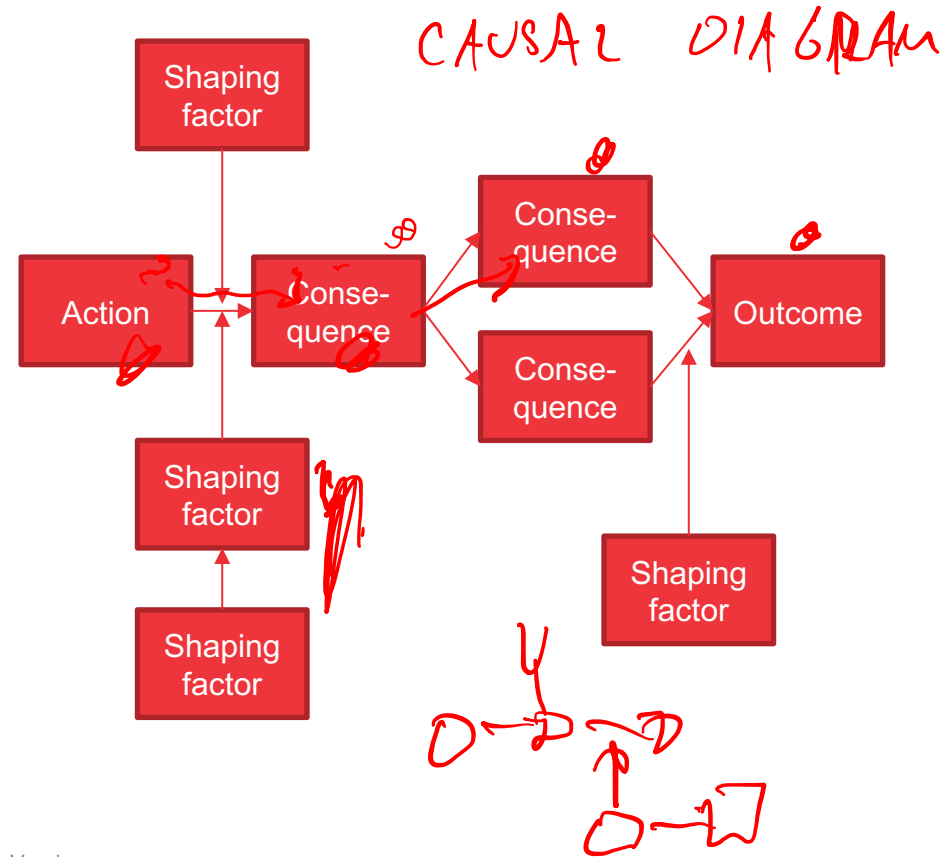 CAUSAL DIAGRAM
Shaping
factor
Conse-
quence
Action
Conse-
quence
Outcome
Conse-
quence
Shaping
factor
Shaping
factor
Shaping
factor